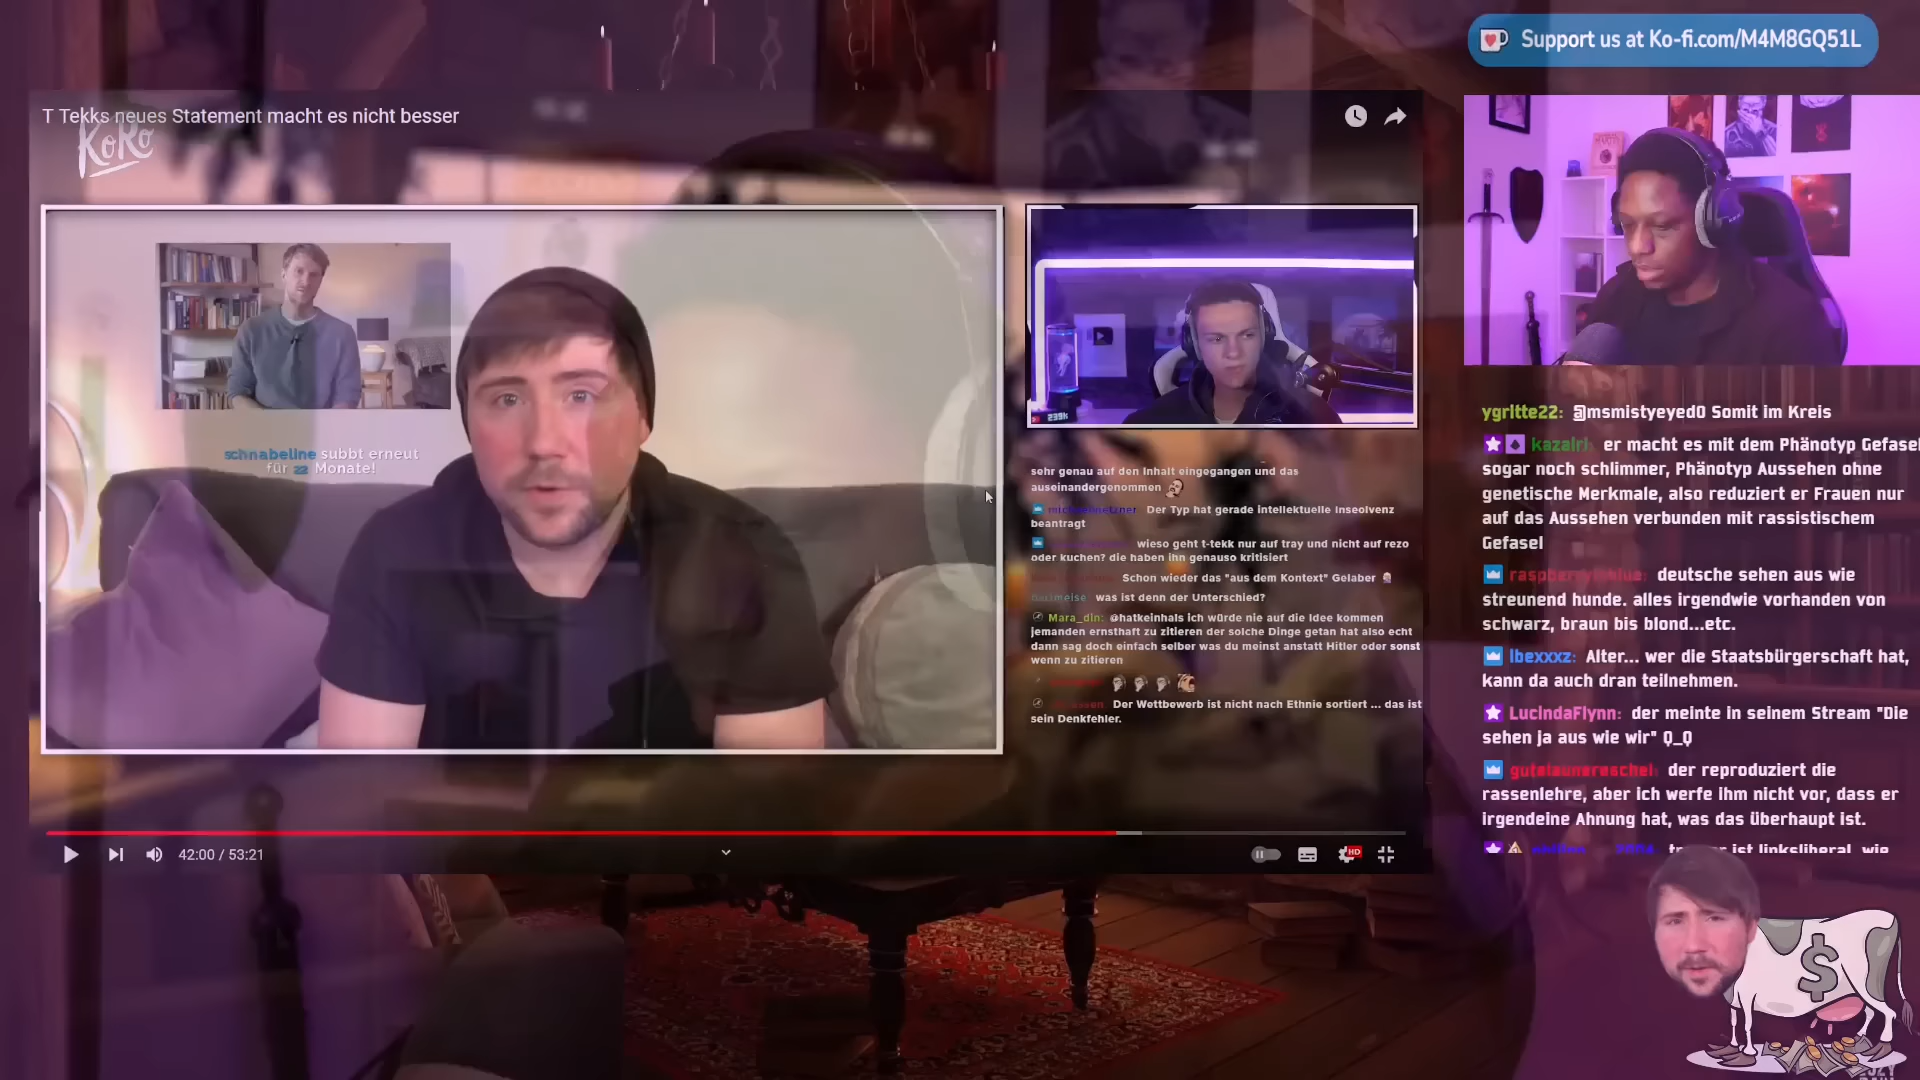 Support us at Ko-fi.com/M4M8GQ51L
T Tekks neues Statement macht es nicht besser
KoRo
schnabeline subbt erneut
für 22 Monate!
239k
sehr genau auf den Inhalt eingegangen und das
auseinandergenommen
Der Typ hat gerade intellektuelle Inseolvenz
beantragt
wieso geht t-tekk nur auf tray und nicht auf rezo
oder kuchen? die haben ihn genauso kritisiert
Schon wieder das "aus dem Kontext" Gelaber
was ist denn der Unterschied?
Mara_din: @hatkeinhals ich würde nie auf die Idee kommen
jemanden ernsthaft zu zitieren der solche Dinge getan hat also echt
dann sag doch einfach selber was du meinst anstatt Hitler oder sonst
wenn zu zitieren
Der Wettbewerb ist nicht nach Ethnie sortiert ... das ist
sein Denkfehler.
42:00 / 53:21
HD
ygritte22: @msmistyeyed0 Somit im Kreis
kazairi: er macht es mit dem Phänotyp Gefasel
sogar noch schlimmer, Phänotyp Aussehen ohne
genetische Merkmale, also reduziert er Frauen nur
auf das Aussehen verbunden mit rassistischem
Gefasel
deutsche sehen aus wie
streunend hunde. alles irgendwie vorhanden von
schwarz, braun bis blond...etc.
lbexxxz: Alter... wer die Staatsbürgerschaft hat,
kann da auch dran teilnehmen.
LucindaFlynn: der meinte in seinem Stream "Die
sehen ja aus wie wir" Q_Q
der reproduziert die
rassenlehre, aber ich werfe ihm nicht vor, dass er
irgendeine Ahnung hat, was das überhaupt ist.
ist linksliberal, wie
$